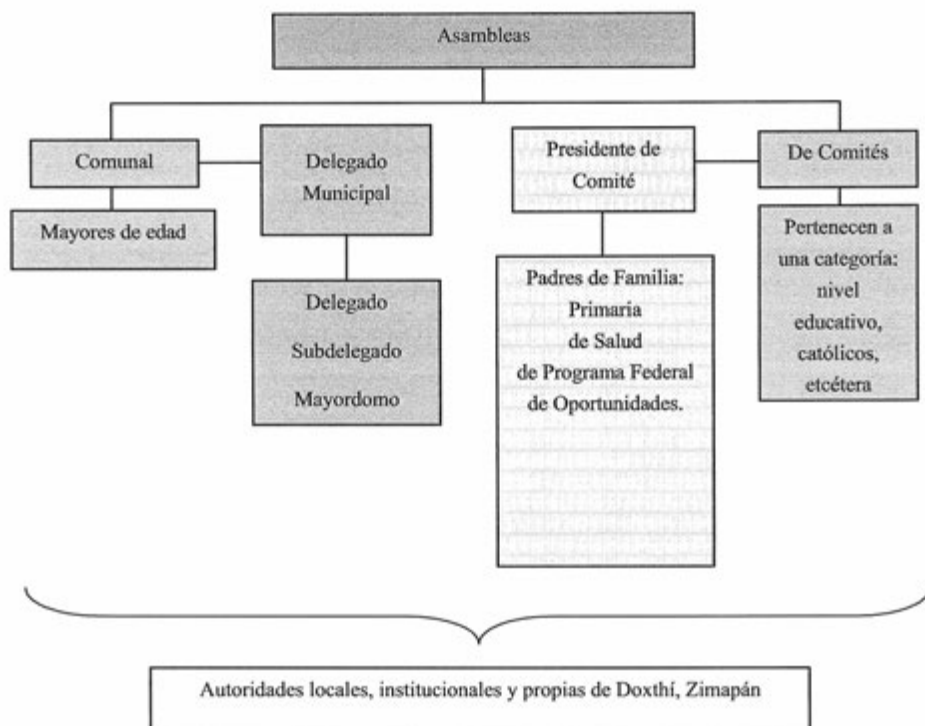 Asambleas
Comunal
Delegado
Municipal
Presidente de
Comité
De Comités
Mayores de edad
Delegado
Subdelegado
Mayordomo
Padres de Familia:
Primaria
de Salud
de Programa Federal
de Oportunidades.
Pertenecen a
una categoría:
nivel
educativo,
católicos,
etcétera
Autoridades locales, institucionales y propias de Doxthí, Zimapán